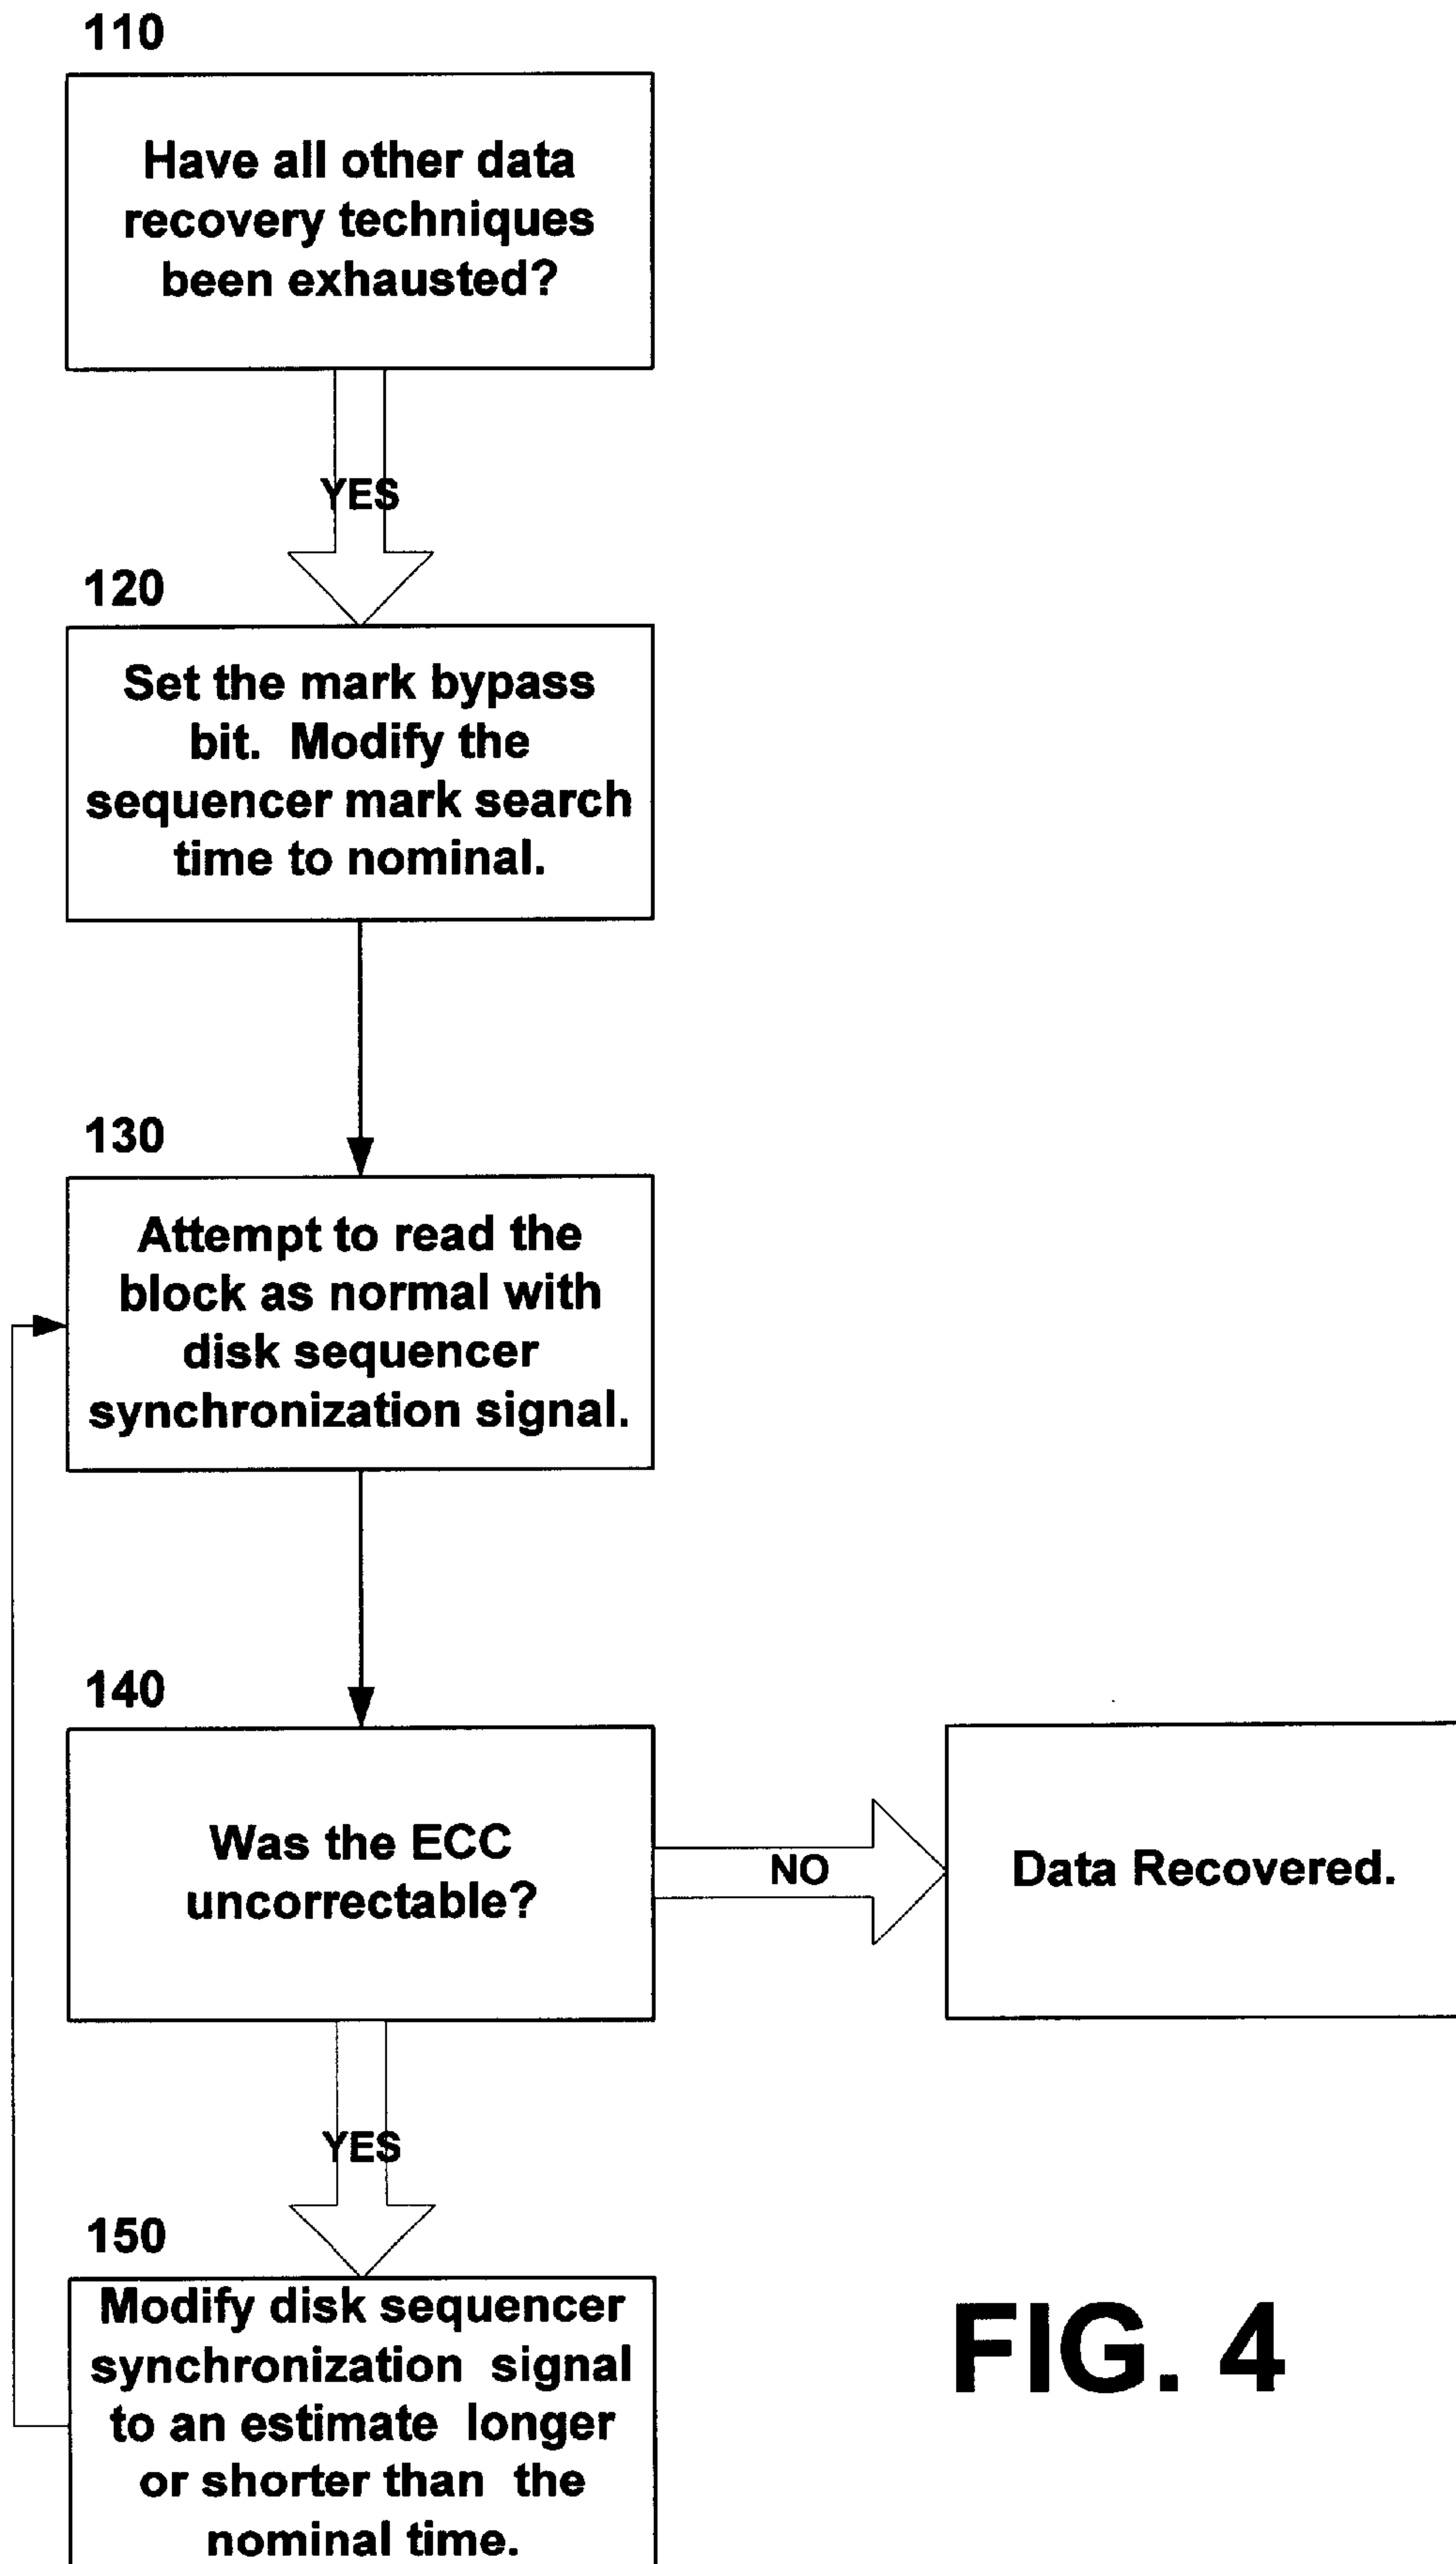 110
Have all other data
recovery techniques
been exhausted?
YES
120
Set the mark bypass
bit. Modify the
sequencer mark search
time to nominal.
130
Attempt to read the
block as normal with
disk sequencer
synchronization signal.
140
Was the ECC
uncorrectable?
NO
Data Recovered.
YES
150
Modify disk sequencer
synchronization signal
to an estimate longer
or shorter than the
nominal time.
FIG. 4